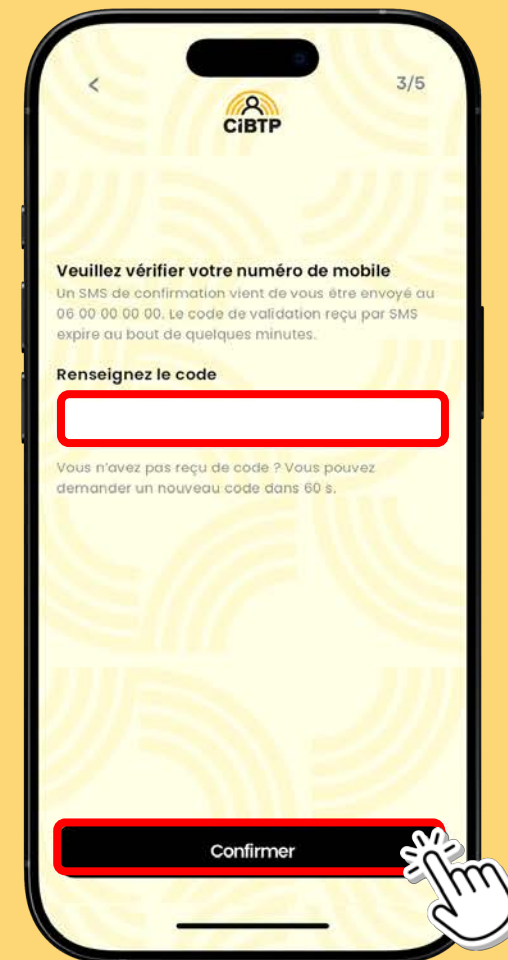 <
3/5
CiBTP
Veuillez vérifier votre numéro de mobile
Un SMS de confirmation vient de vous être envoyé au
06 00 00 00 00. Le code de validation reçu par SMS
expire au bout de quelques minutes.
Renseignez le code
Vous n'avez pas reçu de code ? Vous pouvez
demander un nouveau code dans 60 s.
Confirmer